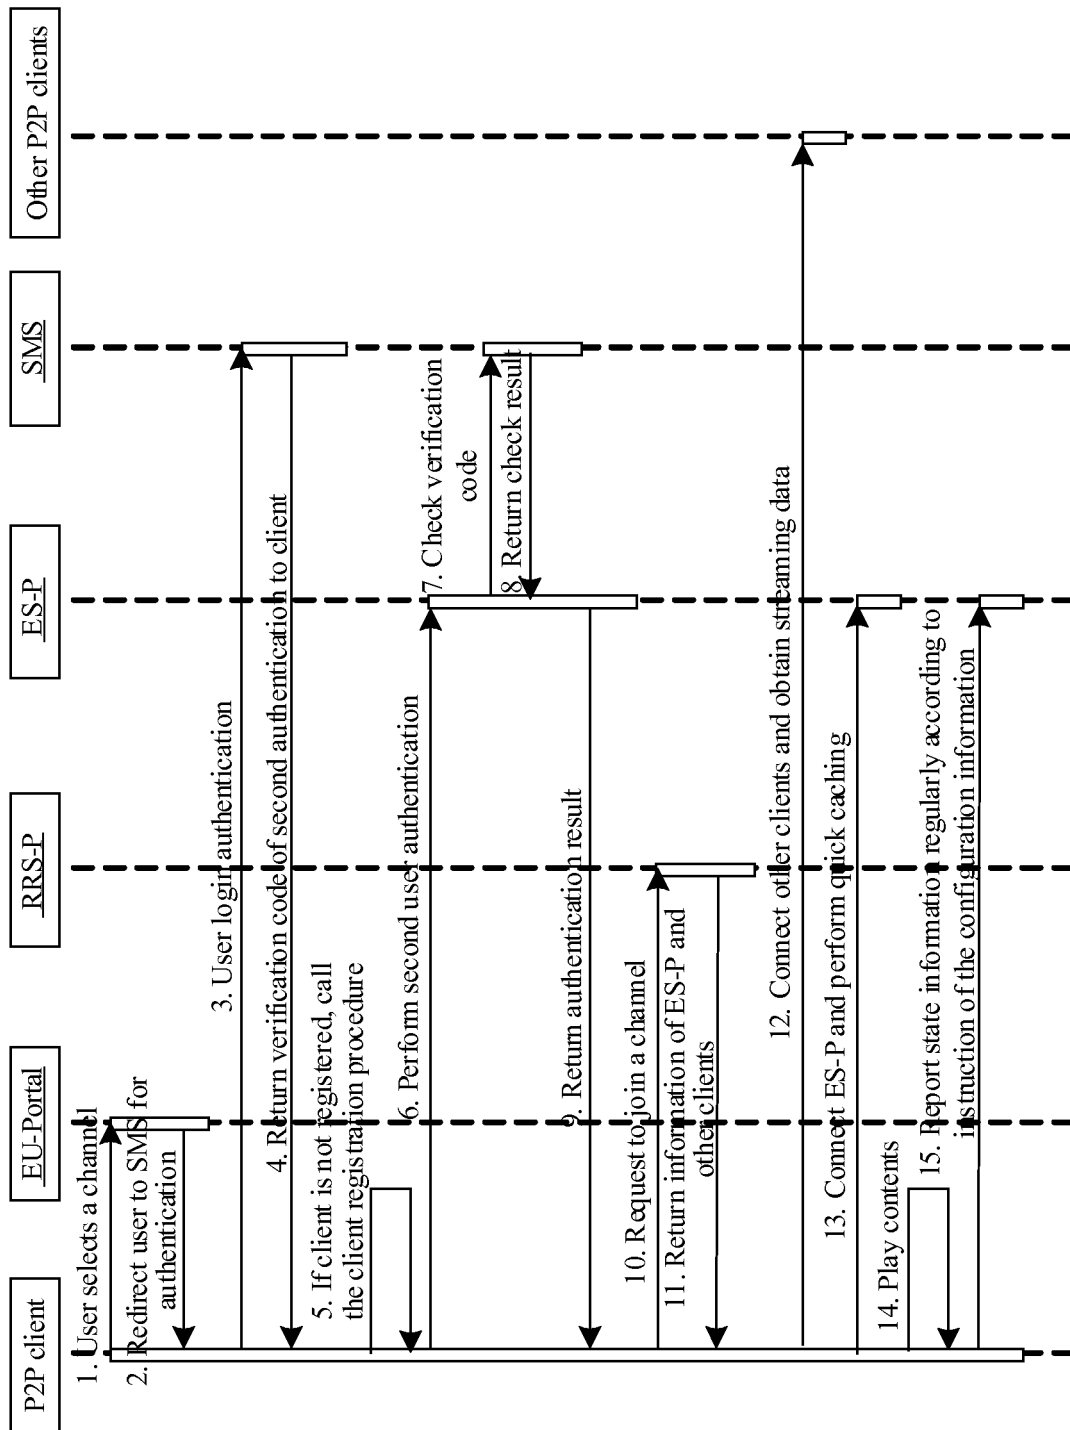 P2P client
EU-Portal
RRS-P
ES-P
SMS
Other P2P clients
1. User selects a channel
2. Redirect user to SMS for
authentication
3. User login authentication
4. Return verification code of second authentication to client
5. If client is not registered, call
the client registration procedure
6. Perform second user authentication
7. Check verification
code
8. Return check result
9. Return authentication result
10. Request to join a channel
11. Return information of ES-P and
other clients
12. Connect other clients and obtain streaming data
13. Connect ES-P and perform quick caching
14. Play contents
15. Report state information regularly according to
instruction of the configuration information